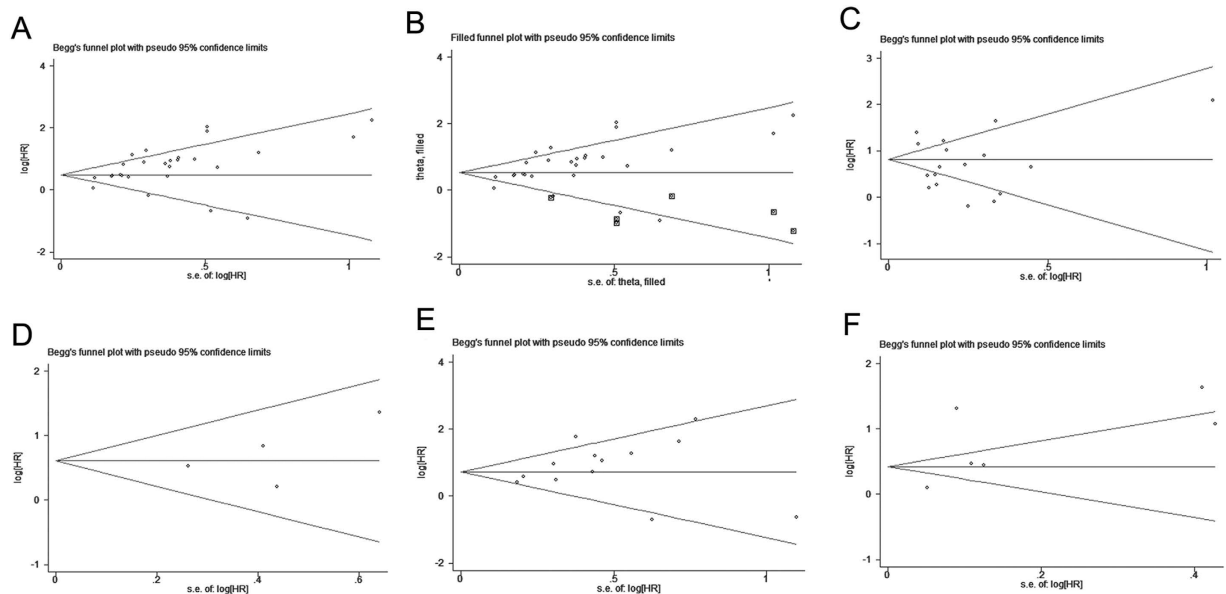 A
Begg's funnel plot with pseudo 95% confidence limits
4
2
0
-2
log[HR]
0
.5
1
s.e. of: log[HR]
B
Filled funnel plot with pseudo 95% confidence limits
4
2
0
-2
theta, filled
0
.5
1
s.e. of: theta, filled
C
Begg's funnel plot with pseudo 95% confidence limits
3
2
1
0
-1
log[HR]
0
.5
1
s.e. of: log[HR]
D
Begg's funnel plot with pseudo 95% confidence limits
2
1
0
-1
log[HR]
0
.2
.4
.6
s.e. of: log[HR]
E
Begg's funnel plot with pseudo 95% confidence limits
4
2
0
-2
log[HR]
0
.5
1
s.e. of: log[HR]
F
Begg's funnel plot with pseudo 95% confidence limits
2
1
0
-1
log[HR]
0
.2
.4
s.e. of: log[HR]